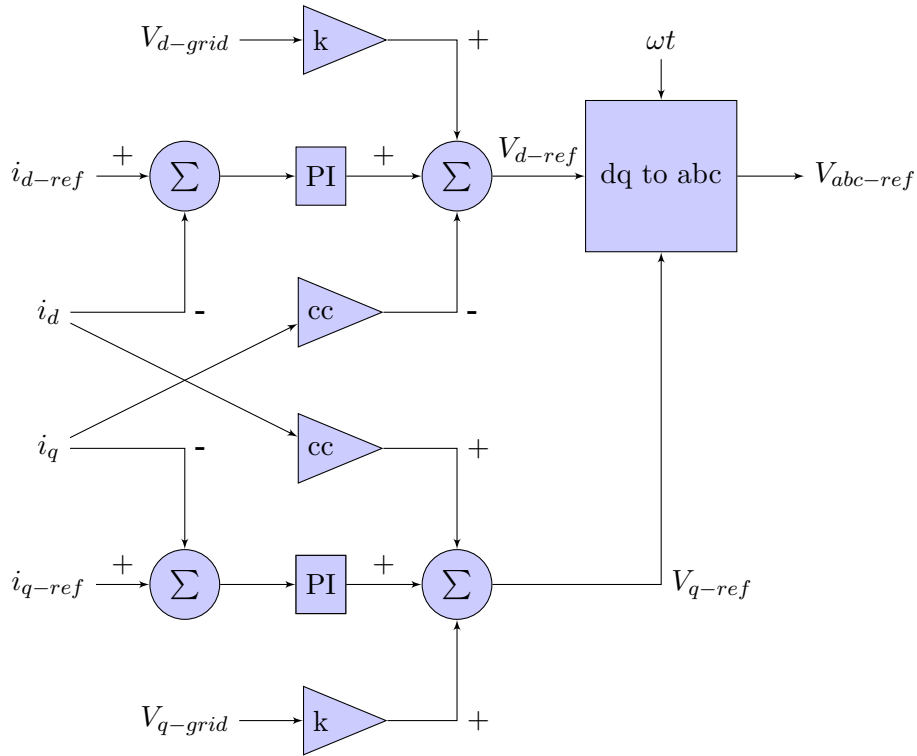 V_{d-grid} k + ωt
i_{d-ref} + Σ PI + Σ V_{d-ref} dq to abc V_{abc-ref}
i_d - cc -
i_q - cc +
i_{q-ref} + Σ PI + Σ V_{q-ref}
V_{q-grid} k +